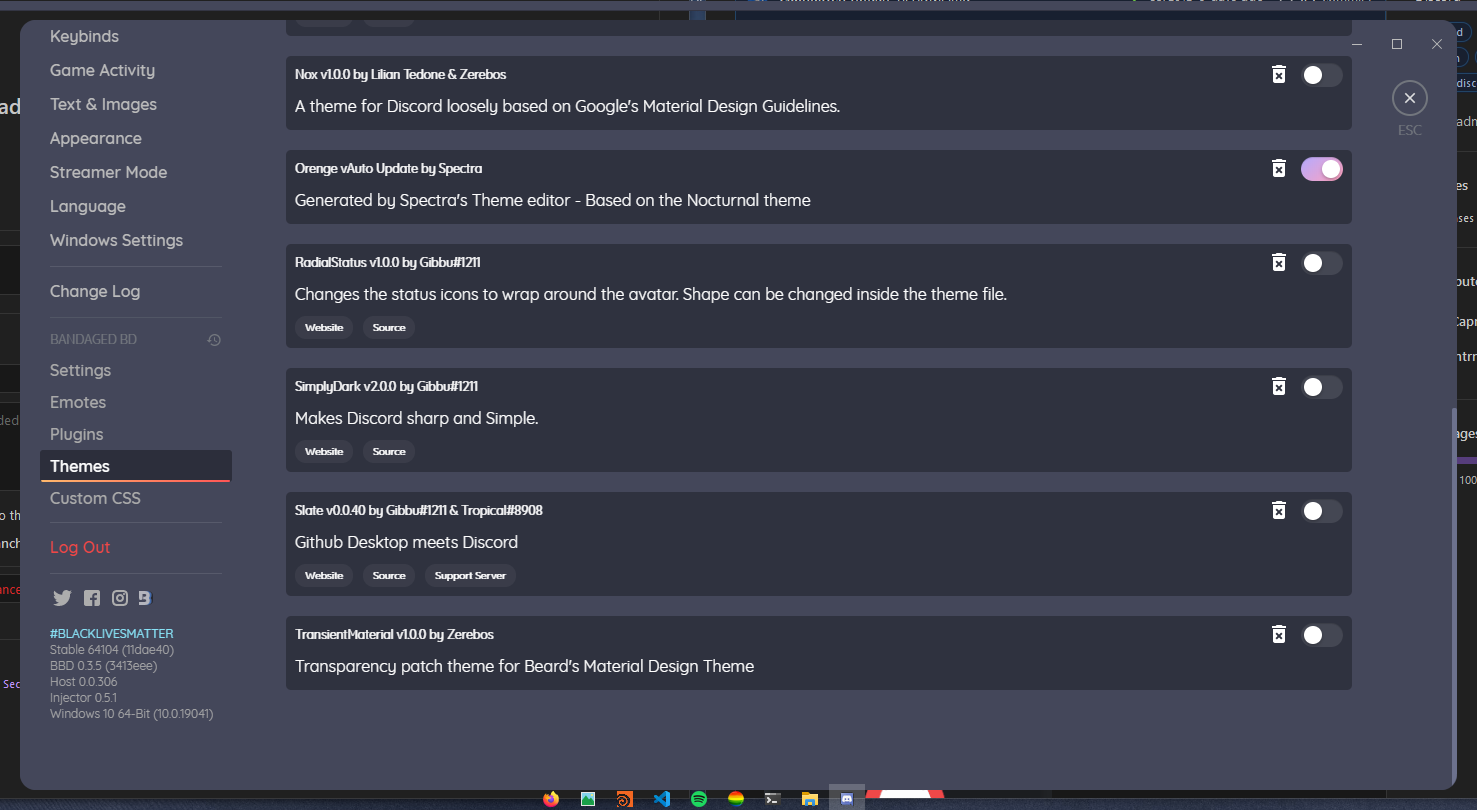 Keybinds
Game Activity
Text & Images
Appearance
Streamer Mode
Language
Windows Settings
Change Log
BANDAGED BD
Settings
Emotes
Plugins
Themes
Custom CSS
Log Out
#BLACKLIVESMATTER
Stable 64104 (11dae40)
BBD 0.3.5 (3413eee)
Host 0.0.306
Injector 0.5.1
Windows 10 64-Bit (10.0.19041)
Nox v1.0.0 by Lilian Tedone & Zerebos
A theme for Discord loosely based on Google's Material Design Guidelines.
Orenge vAuto Update by Spectra
Generated by Spectra's Theme editor - Based on the Nocturnal theme
RadialStatus v1.0.0 by Gibbu#1211
Changes the status icons to wrap around the avatar. Shape can be changed inside the theme file.
Website Source
SimplyDark v2.0.0 by Gibbu#1211
Makes Discord sharp and Simple.
Website Source
Slate v0.0.40 by Gibbu#1211 & Tropical#8908
Github Desktop meets Discord
Website Source Support Server
TransientMaterial v1.0.0 by Zerebos
Transparency patch theme for Beard's Material Design Theme
ESC
100